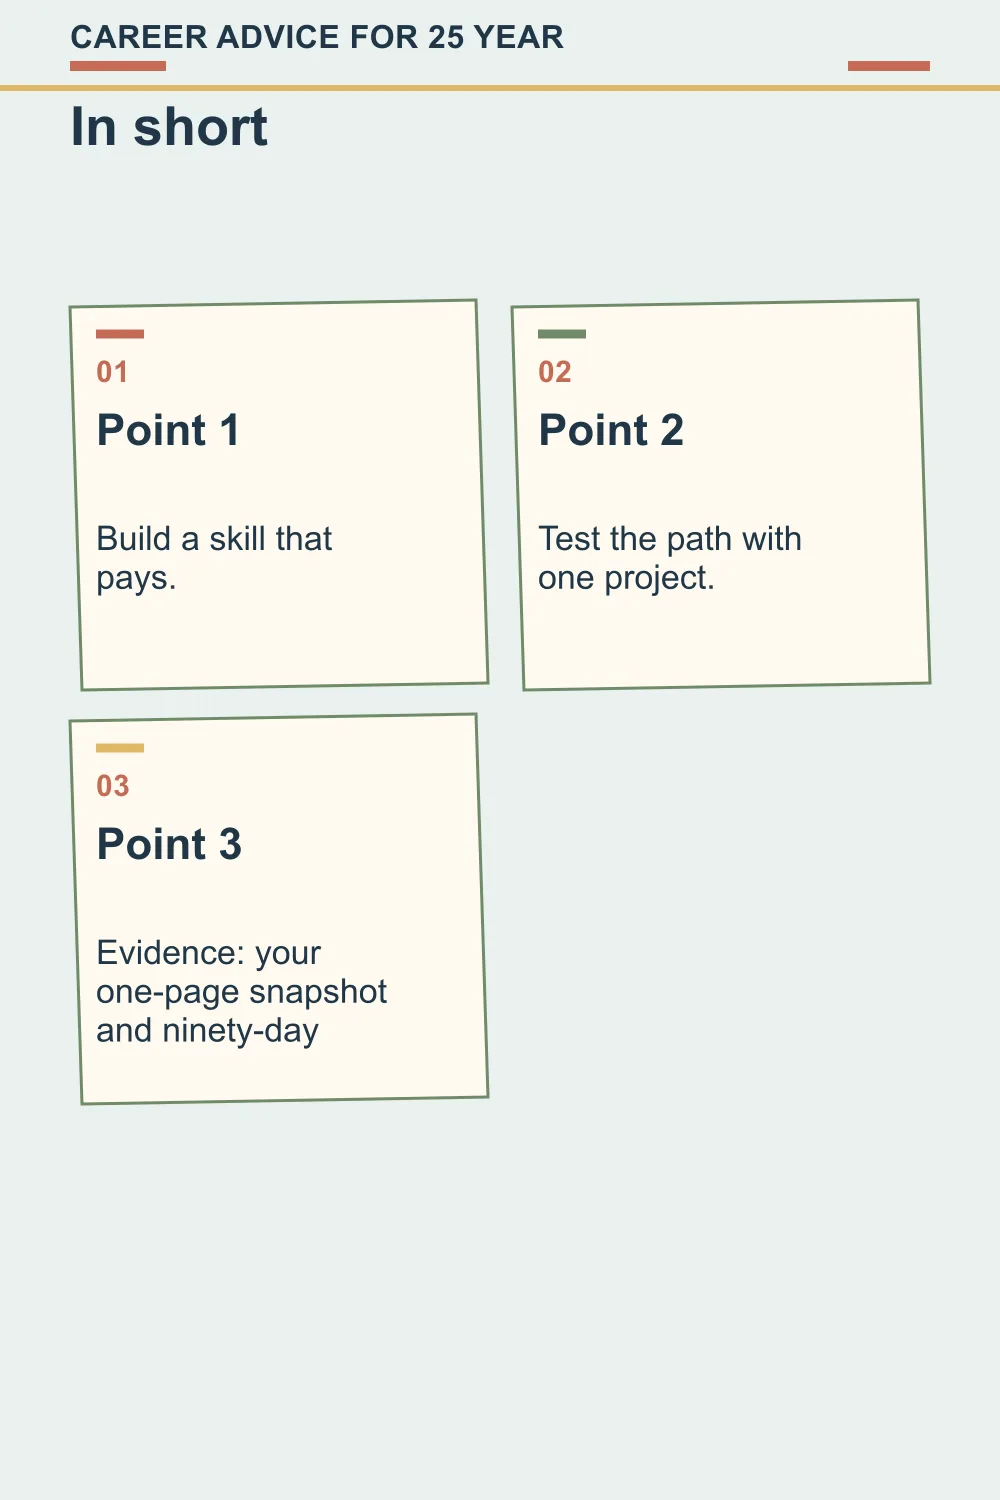 CAREER ADVICE FOR 25 YEAR
In short
01
Point 1
Build a skill that
pays.
02
Point 2
Test the path with
one project.
03
Point 3
Evidence: your
one-page snapshot
and ninety-day